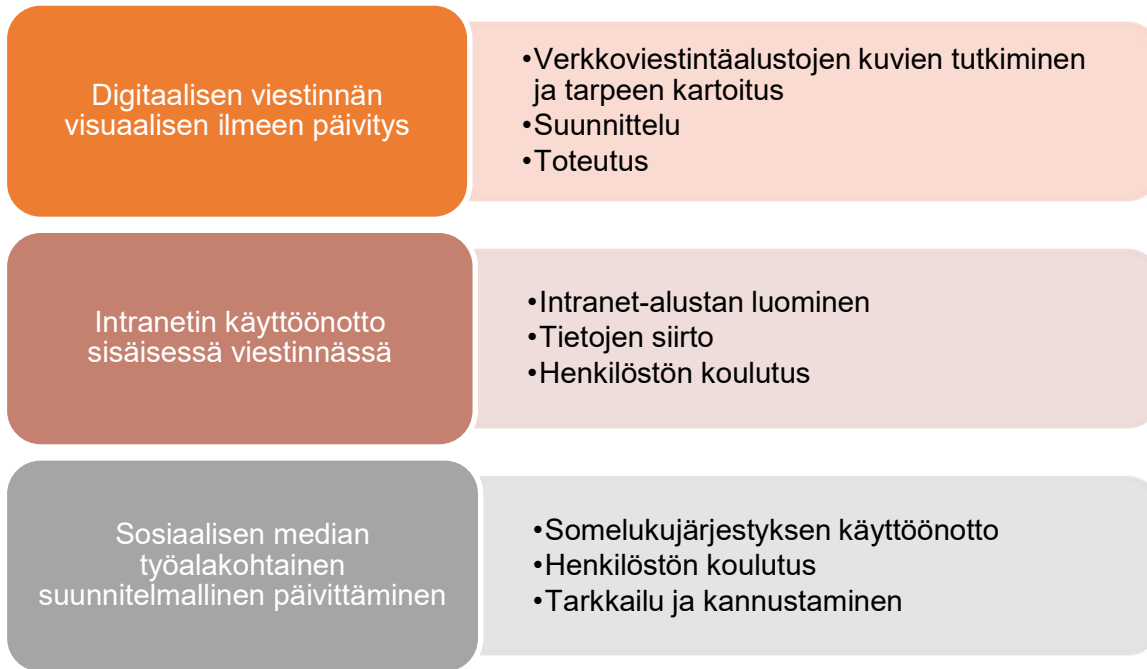 Digitaalisen viestinnän
visuaalisen ilmeen päivitys
•Verkkoviestintäalustojen kuvien tutkiminen
ja tarpeen kartoitus
•Suunnittelu
•Toteutus
Intranetin käyttöönotto
sisäisessä viestinnässä
•Intranet-alustan luominen
•Tietojen siirto
•Henkilöstön koulutus
Sosiaalisen median
työalakohtainen
suunnitelmallinen päivittäminen
•Somelukujärjestyksen käyttöönotto
•Henkilöstön koulutus
•Tarkkailu ja kannustaminen